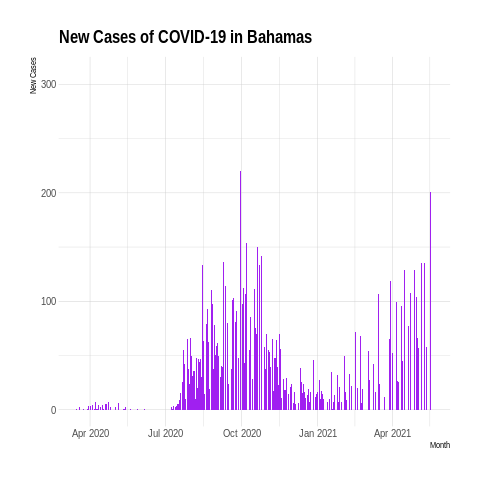 New Cases of COVID-19 in Bahamas
New Cases
300
200
100
0
Apr 2020 Jul 2020 Oct 2020 Jan 2021 Apr 2021
Month